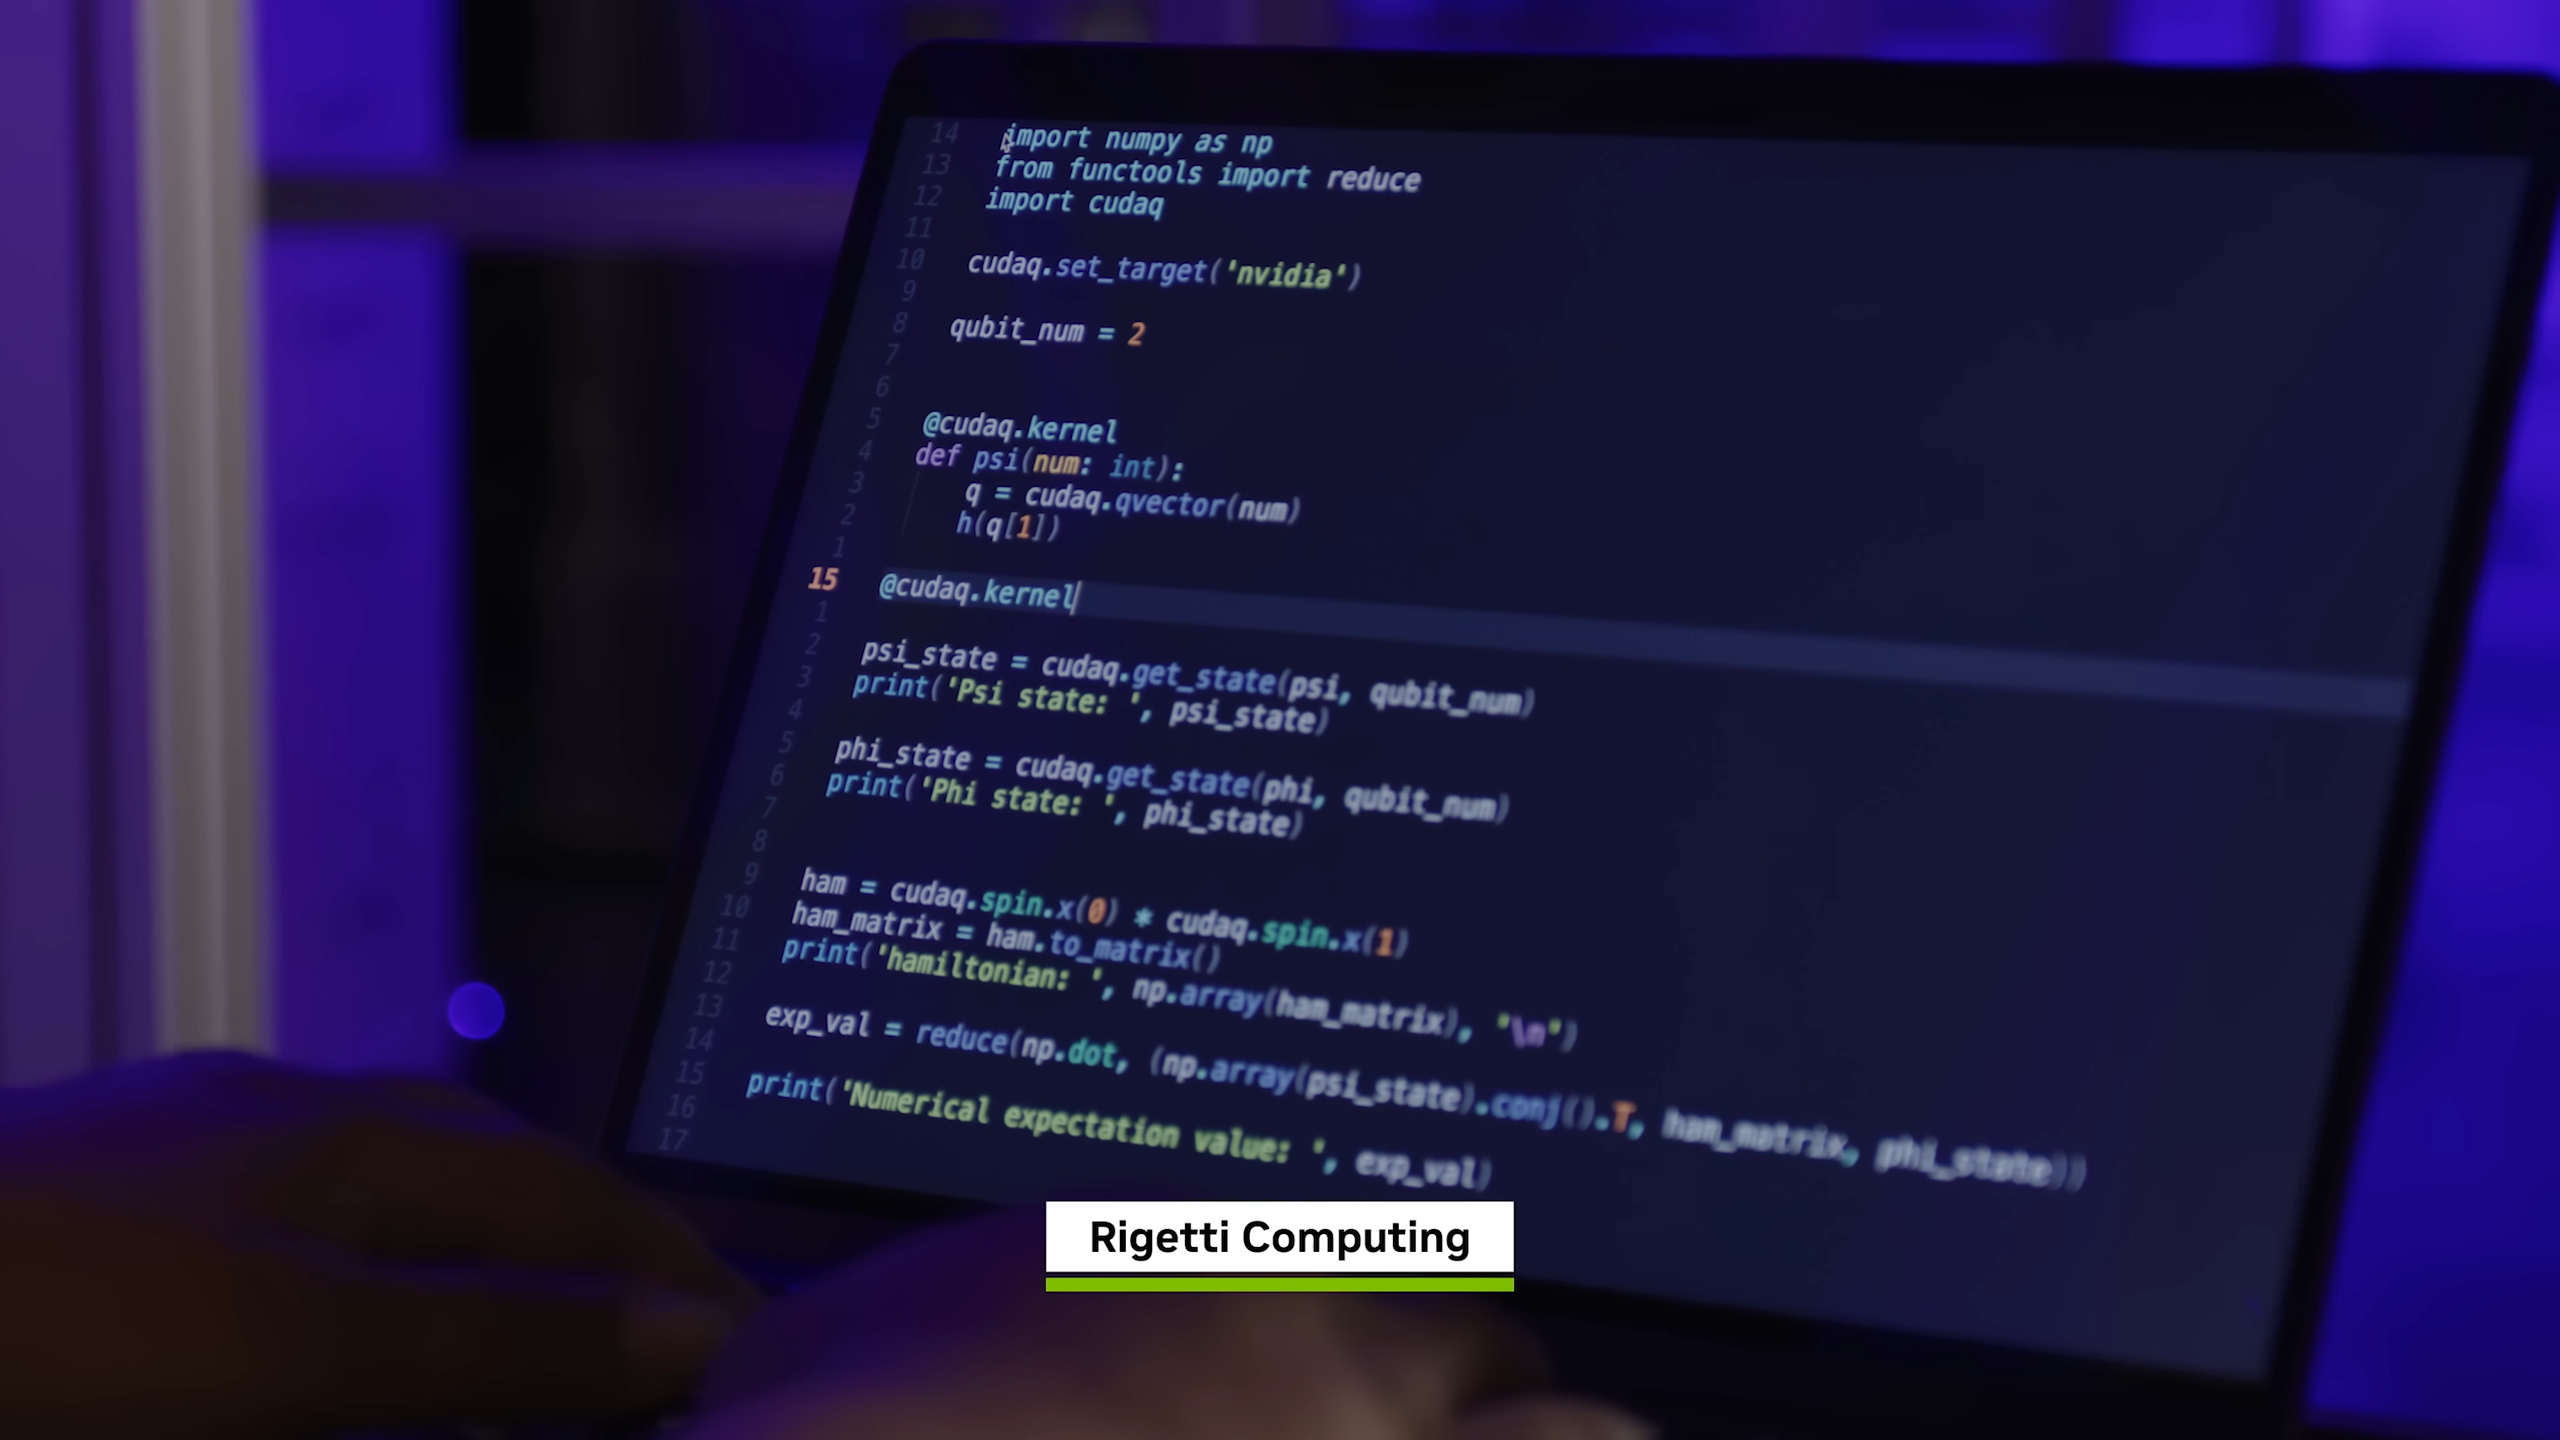 14 import numpy as np
13 from functools import reduce
12 import cudaq
11
10 cudaq.set_target('nvidia')
9
8 qubit_num = 2
7
6
5 @cudaq.kernel
4 def psi(num: int):
3 q = cudaq.qvector(num)
2 h(q[1])
1
15 @cudaq.kernel
1
2 psi_state = cudaq.get_state(psi, qubit_num)
3 print('Psi state: ', psi_state)
4
5 phi_state = cudaq.get_state(phi, qubit_num)
6 print('Phi state: ', phi_state)
7
8
9 ham = cudaq.spin.x(0) * cudaq.spin.x(1)
10 ham_matrix = ham.to_matrix()
11 print('hamiltonian: ', np.array(ham_matrix), "\n")
12
13 exp_val = reduce(np.dot, (np.array(psi_state).conj().T, ham_matrix, phi_state))
14
15 print('Numerical expectation value: ', exp_val)
16
17
Rigetti Computing